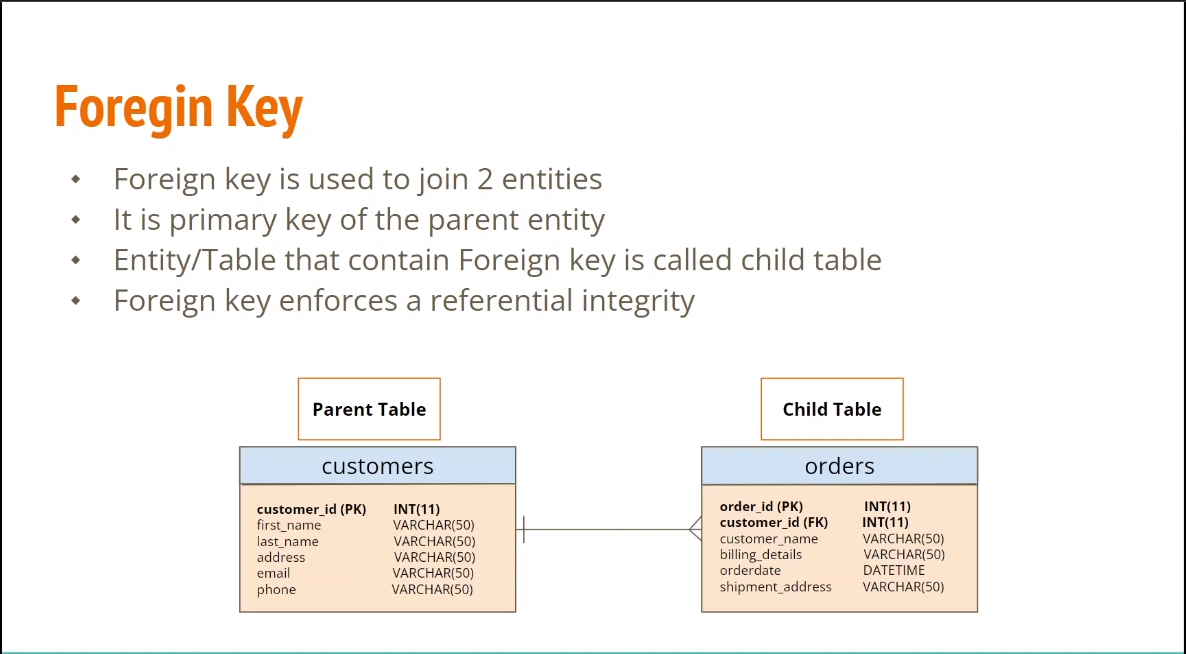 Foregin Key
Foreign key is used to join 2 entities
It is primary key of the parent entity
Entity/Table that contain Foreign key is called child table
Foreign key enforces a referential integrity
Parent Table
customers
customer_id (PK) INT(11)
first_name VARCHAR(50)
last_name VARCHAR(50)
address VARCHAR(50)
email VARCHAR(50)
phone VARCHAR(50)
Child Table
orders
order_id (PK) INT(11)
customer_id (FK) INT(11)
customer_name VARCHAR(50)
billing_details VARCHAR(50)
orderdate DATETIME
shipment_address VARCHAR(50)